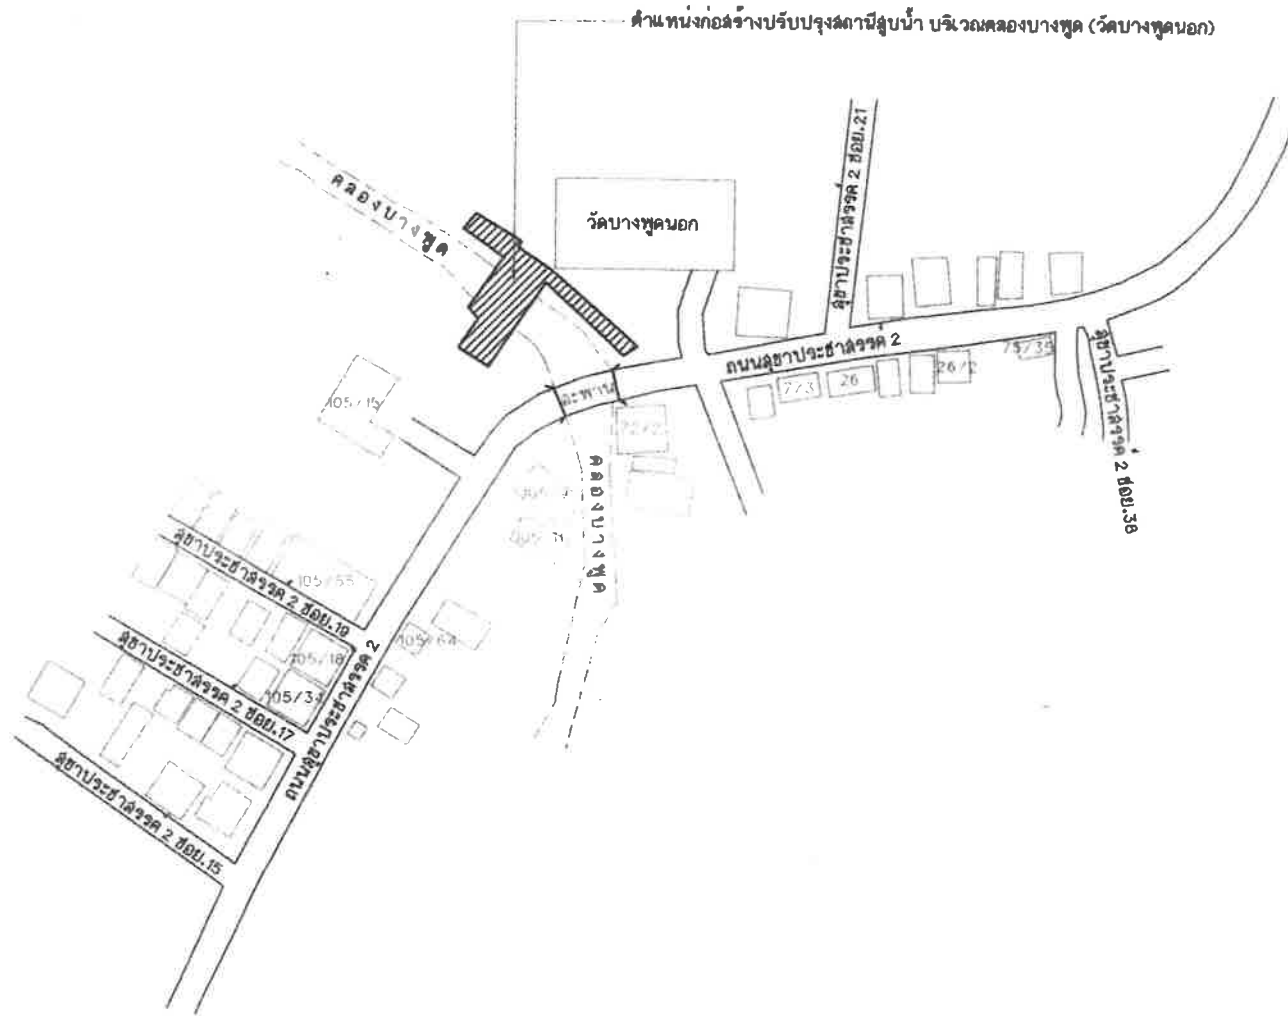 ตำแหน่งก่อสร้างปรับปรุงสถานีสูบน้ำ บริเวณคลองบางพูด (วัดบางพูดนอก)
คลองบางพูด
วัดบางพูดนอก
สุขาประชาสรรค์ 2 ซอย.21
ถนนสุขาประชาสรรค์ 2
สะพาน
7/3
26
26/2
75/35
สุขาประชาสรรค์ 2 ซอย.38
105/15
72/2
คลองบางพูด
105/55
สุขาประชาสรรค 2 ซอย.19
105/64
105/18
สุขาประชาสรรค 2 ซอย.17
105/34
ถนนสุขาประชาสรรค 2
สุขาประชาสรรค 2 ซอย.15